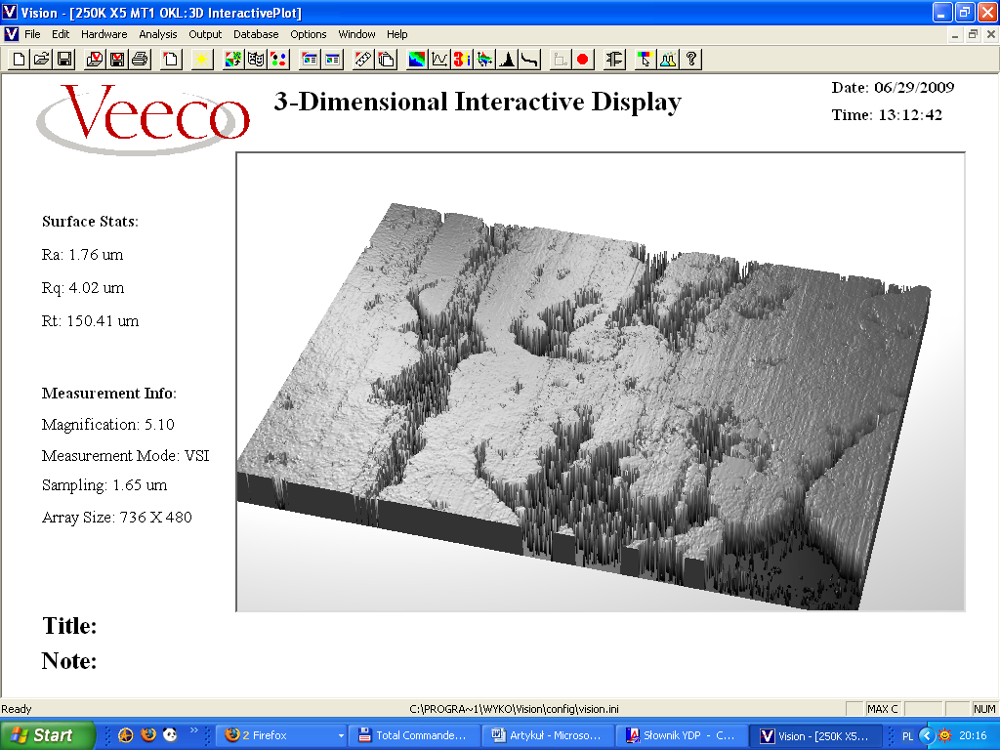 Vision - [250K X5 MT1 OKL:3D InteractivePlot]
File Edit Hardware Analysis Output Database Options Window Help
Veeco
3-Dimensional Interactive Display
Date: 06/29/2009
Time: 13:12:42
Surface Stats:
Ra: 1.76 um
Rq: 4.02 um
Rt: 150.41 um
Measurement Info:
Magnification: 5.10
Measurement Mode: VSI
Sampling: 1.65 um
Array Size: 736 X 480
Title:
Note:
Ready C:\PROGRA~1\WYKO\Vision\config\vision.ini MAX C NUM
Start 2 Firefox Total Commande... Artykuł - Microso... Słownik YDP - C... Vision - [250K X5... PL 20:16